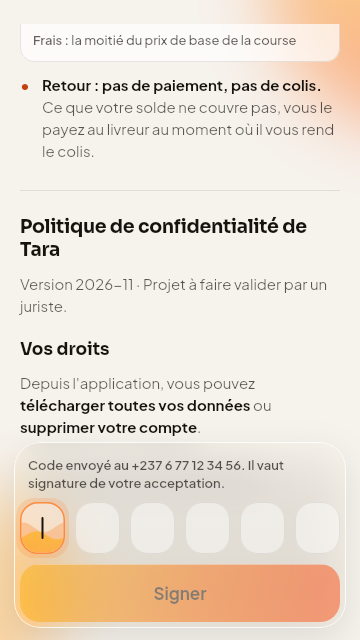 Frais : la moitié du prix de base de la course
Retour : pas de paiement, pas de colis.
Ce que votre solde ne couvre pas, vous le
payez au livreur au moment où il vous rend
le colis.
Politique de confidentialité de
Tara
Version 2026-11 · Projet à faire valider par un
juriste.
Vos droits
Depuis l'application, vous pouvez
télécharger toutes vos données ou
supprimer votre compte.
Code envoyé au +237 6 77 12 34 56. Il vaut
signature de votre acceptation.
Signer